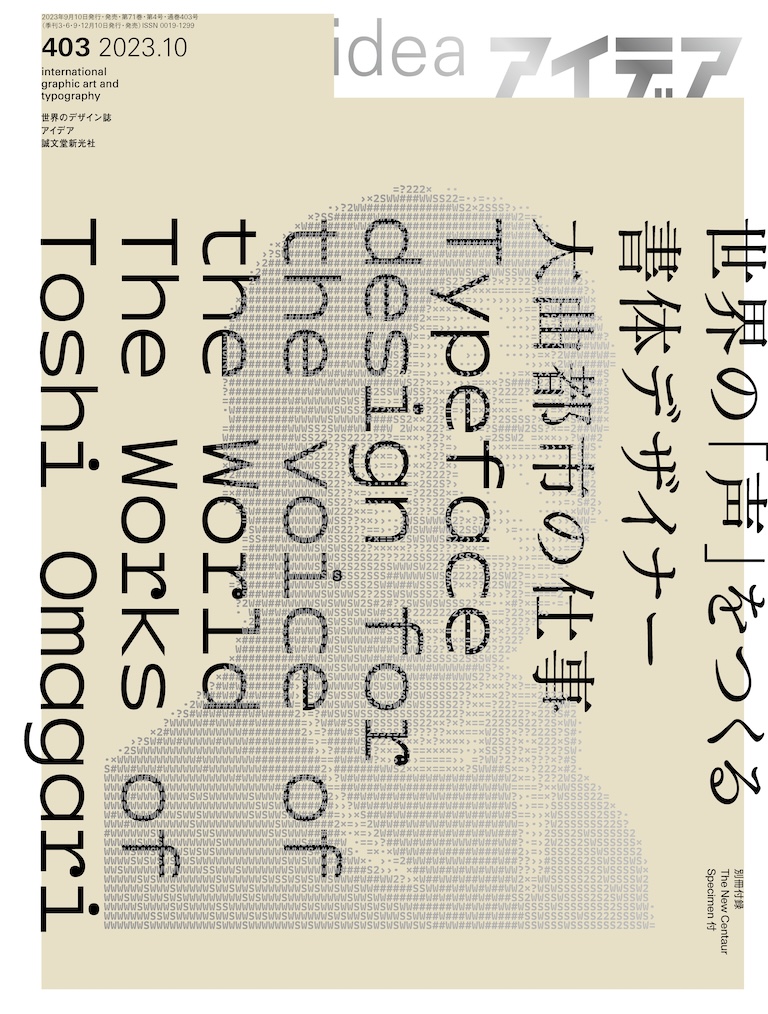 2023年9月10日発行・発売・第71巻・第4号・通巻403号
（季刊3・6・9・12月10日発行・発売）ISSN 0019-1299
403 2023.10
international
graphic art and
typography
世界のデザイン誌
アイデア
誠文堂新光社
idea アイデア
世界の「声」をつくる
書体デザイナー
大曲都市の仕事
Typeface
design for
the voice of
the World
The Works of
Toshi Omagari
別冊付録
The New Centaur
Specimen 付